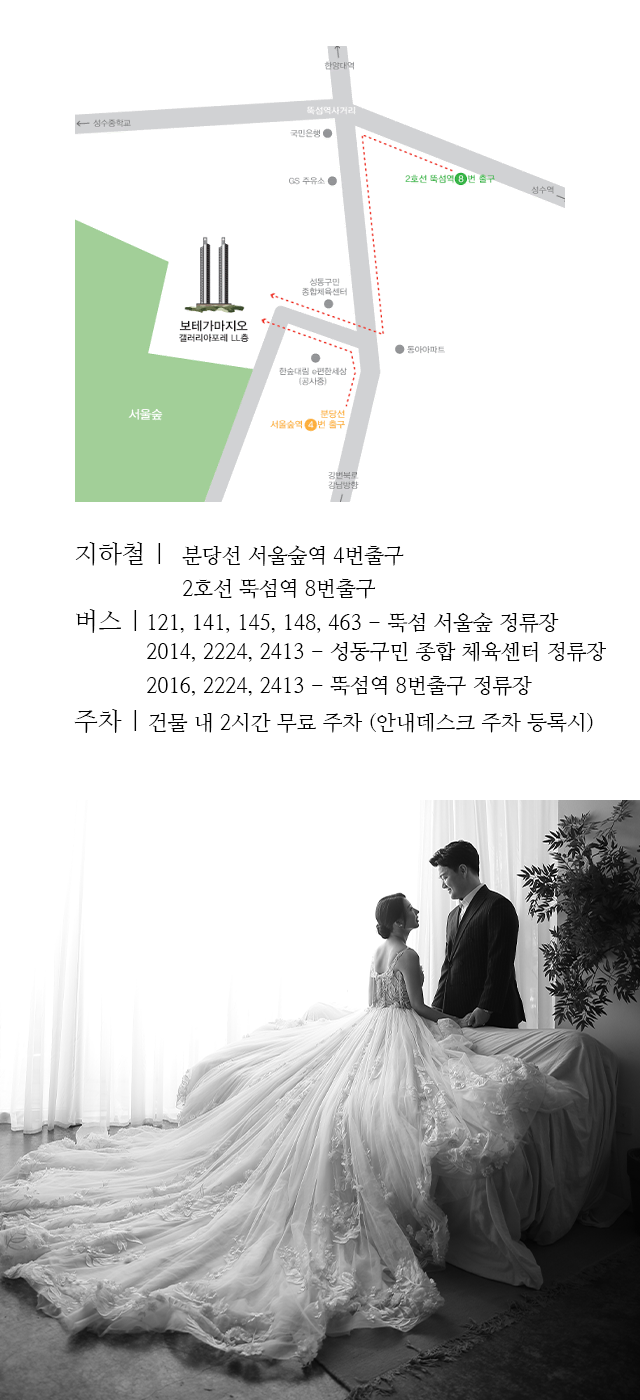 한양대역
뚝섬역사거리
← 성수중학교
국민은행
GS 주유소
2호선 뚝섬역 8번 출구
성수역
성동구민
종합체육센터
보테가마지오
갤러리아포레 LL층
동아아파트
한숲대림 e편한세상
(공사중)
서울숲
분당선
서울숲역 4번 출구
강변북로
강남방향
지하철 | 분당선 서울숲역 4번출구
2호선 뚝섬역 8번출구
버스 | 121, 141, 145, 148, 463 – 뚝섬 서울숲 정류장
2014, 2224, 2413 – 성동구민 종합 체육센터 정류장
2016, 2224, 2413 – 뚝섬역 8번출구 정류장
주차 | 건물 내 2시간 무료 주차 (안내데스크 주차 등록시)